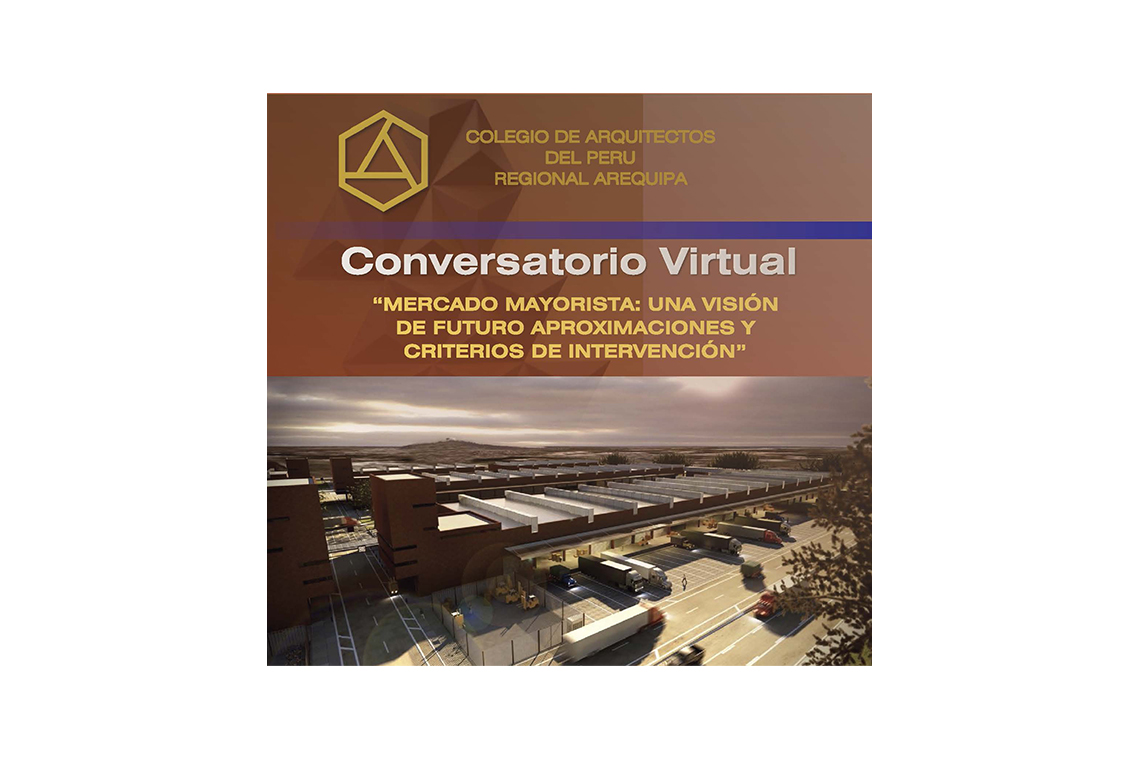 COLEGIO DE ARQUITECTOS
DEL PERU
REGIONAL AREQUIPA
Conversatorio Virtual
“MERCADO MAYORISTA: UNA VISIÓN
DE FUTURO APROXIMACIONES Y
CRITERIOS DE INTERVENCIÓN”